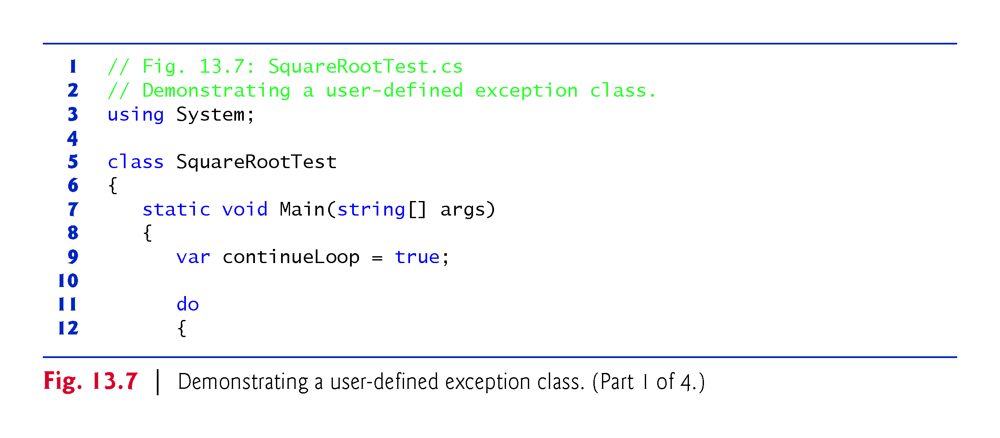 1 // Fig. 13.7: SquareRootTest.cs
2 // Demonstrating a user-defined exception class.
3 using System;
4
5 class SquareRootTest
6 {
7    static void Main(string[] args)
8    {
9       var continueLoop = true;
10
11       do
12       {
Fig. 13.7 | Demonstrating a user-defined exception class. (Part 1 of 4.)